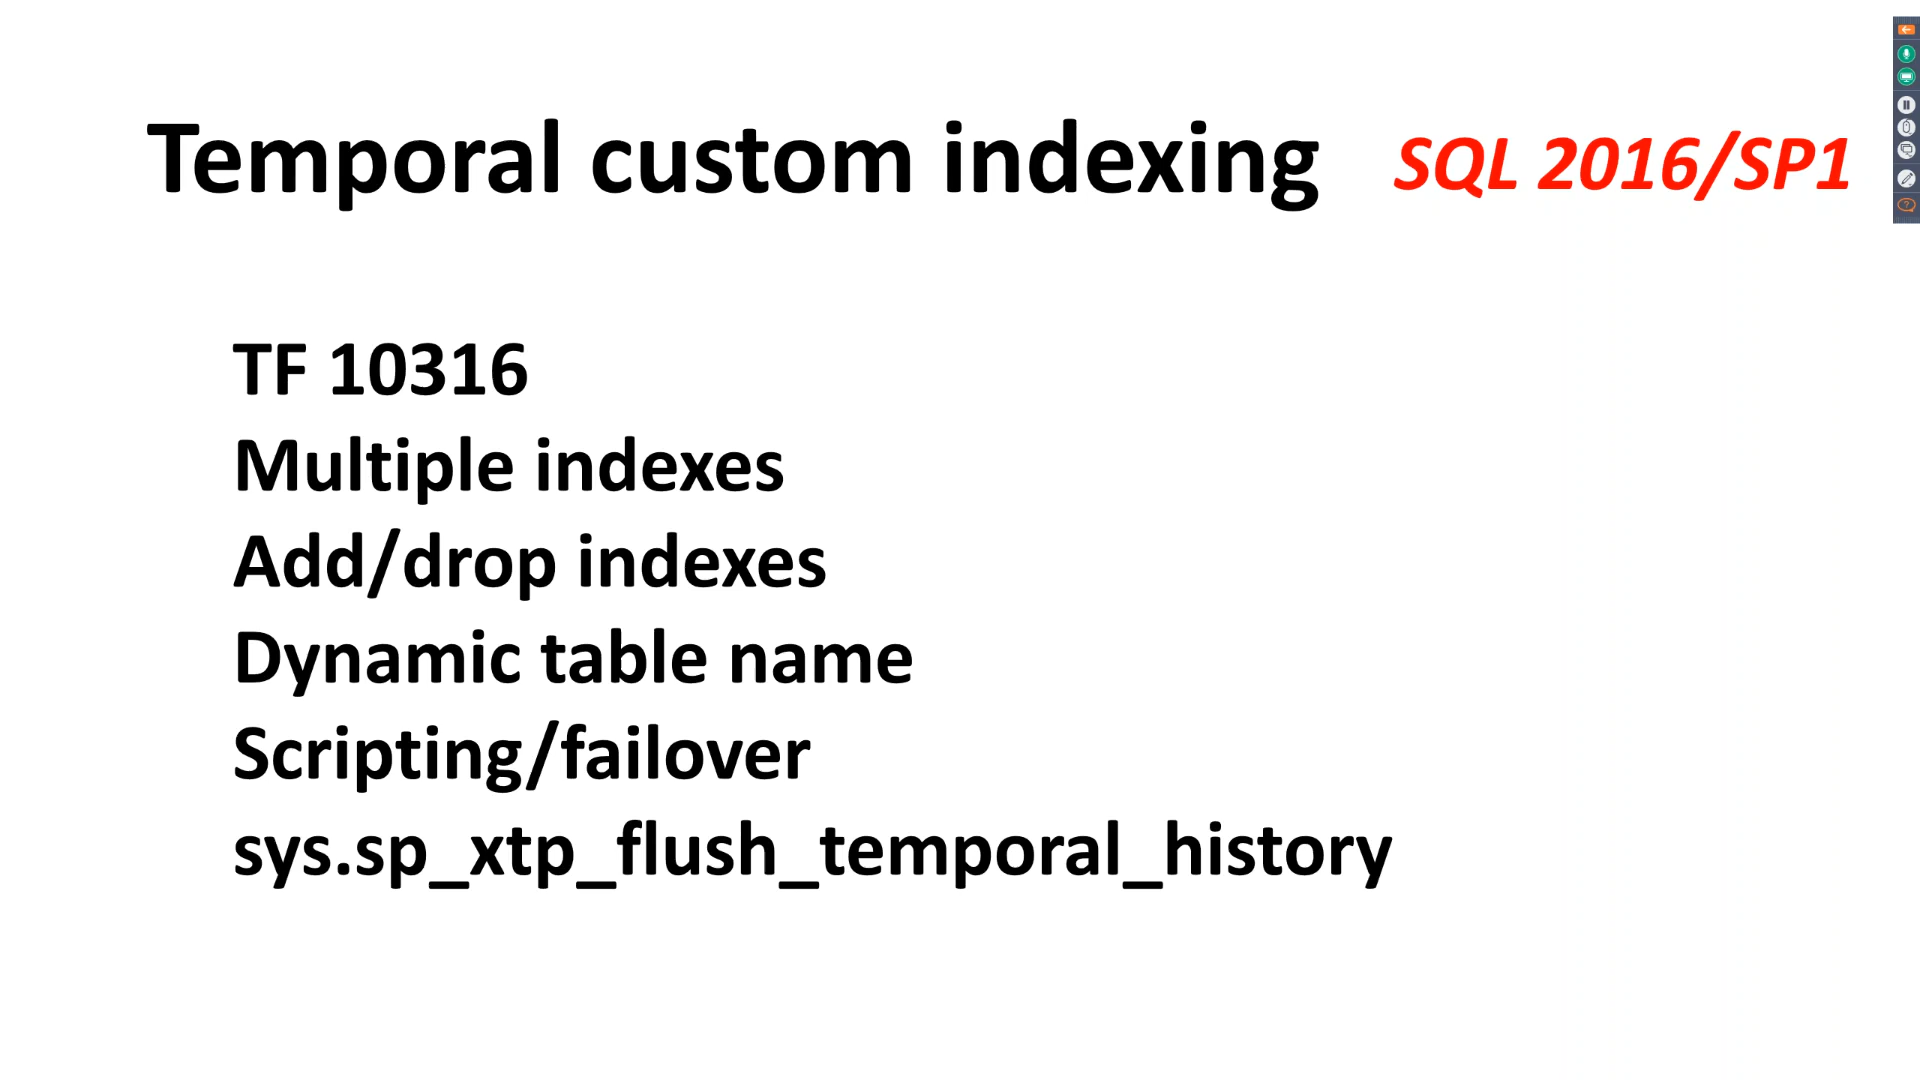 Temporal custom indexing SQL 2016/SP1
TF 10316
Multiple indexes
Add/drop indexes
Dynamic table name
Scripting/failover
sys.sp_xtp_flush_temporal_history